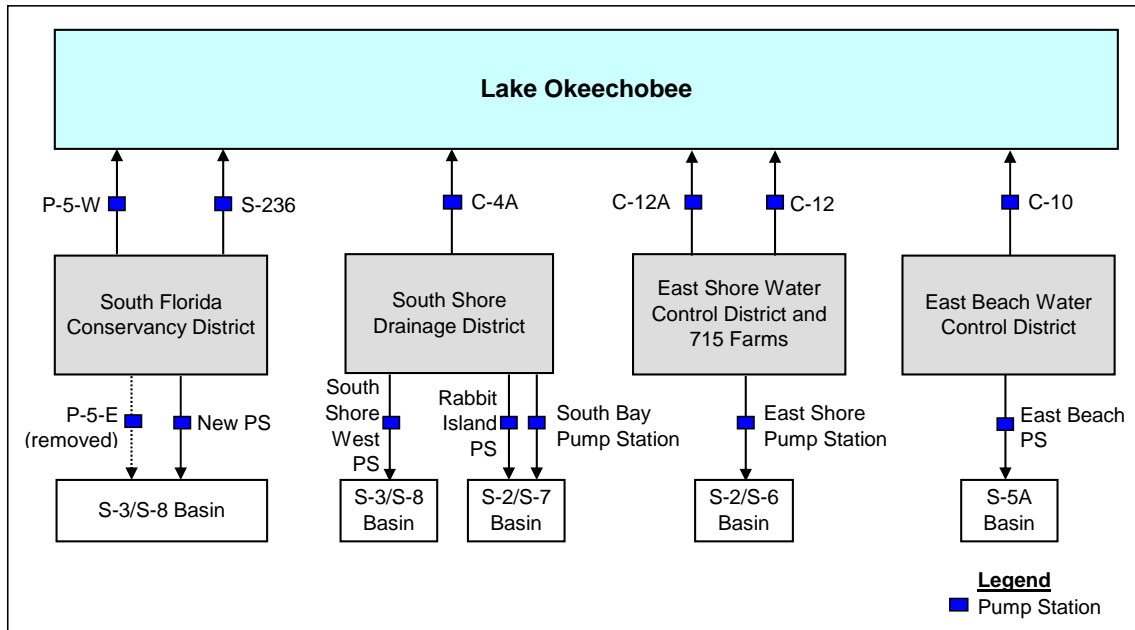 Lake Okeechobee
P-5-W
S-236
C-4A
C-12A
C-12
C-10
South Florida
Conservancy District
South Shore
Drainage District
East Shore Water
Control District and
715 Farms
East Beach Water
Control District
P-5-E
(removed)
New PS
South
Shore
West
PS
Rabbit
Island
PS
South Bay
Pump Station
East Shore
Pump Station
East Beach
PS
S-3/S-8 Basin
S-3/S-8
Basin
S-2/S-7
Basin
S-2/S-6
Basin
S-5A
Basin
Legend
Pump Station